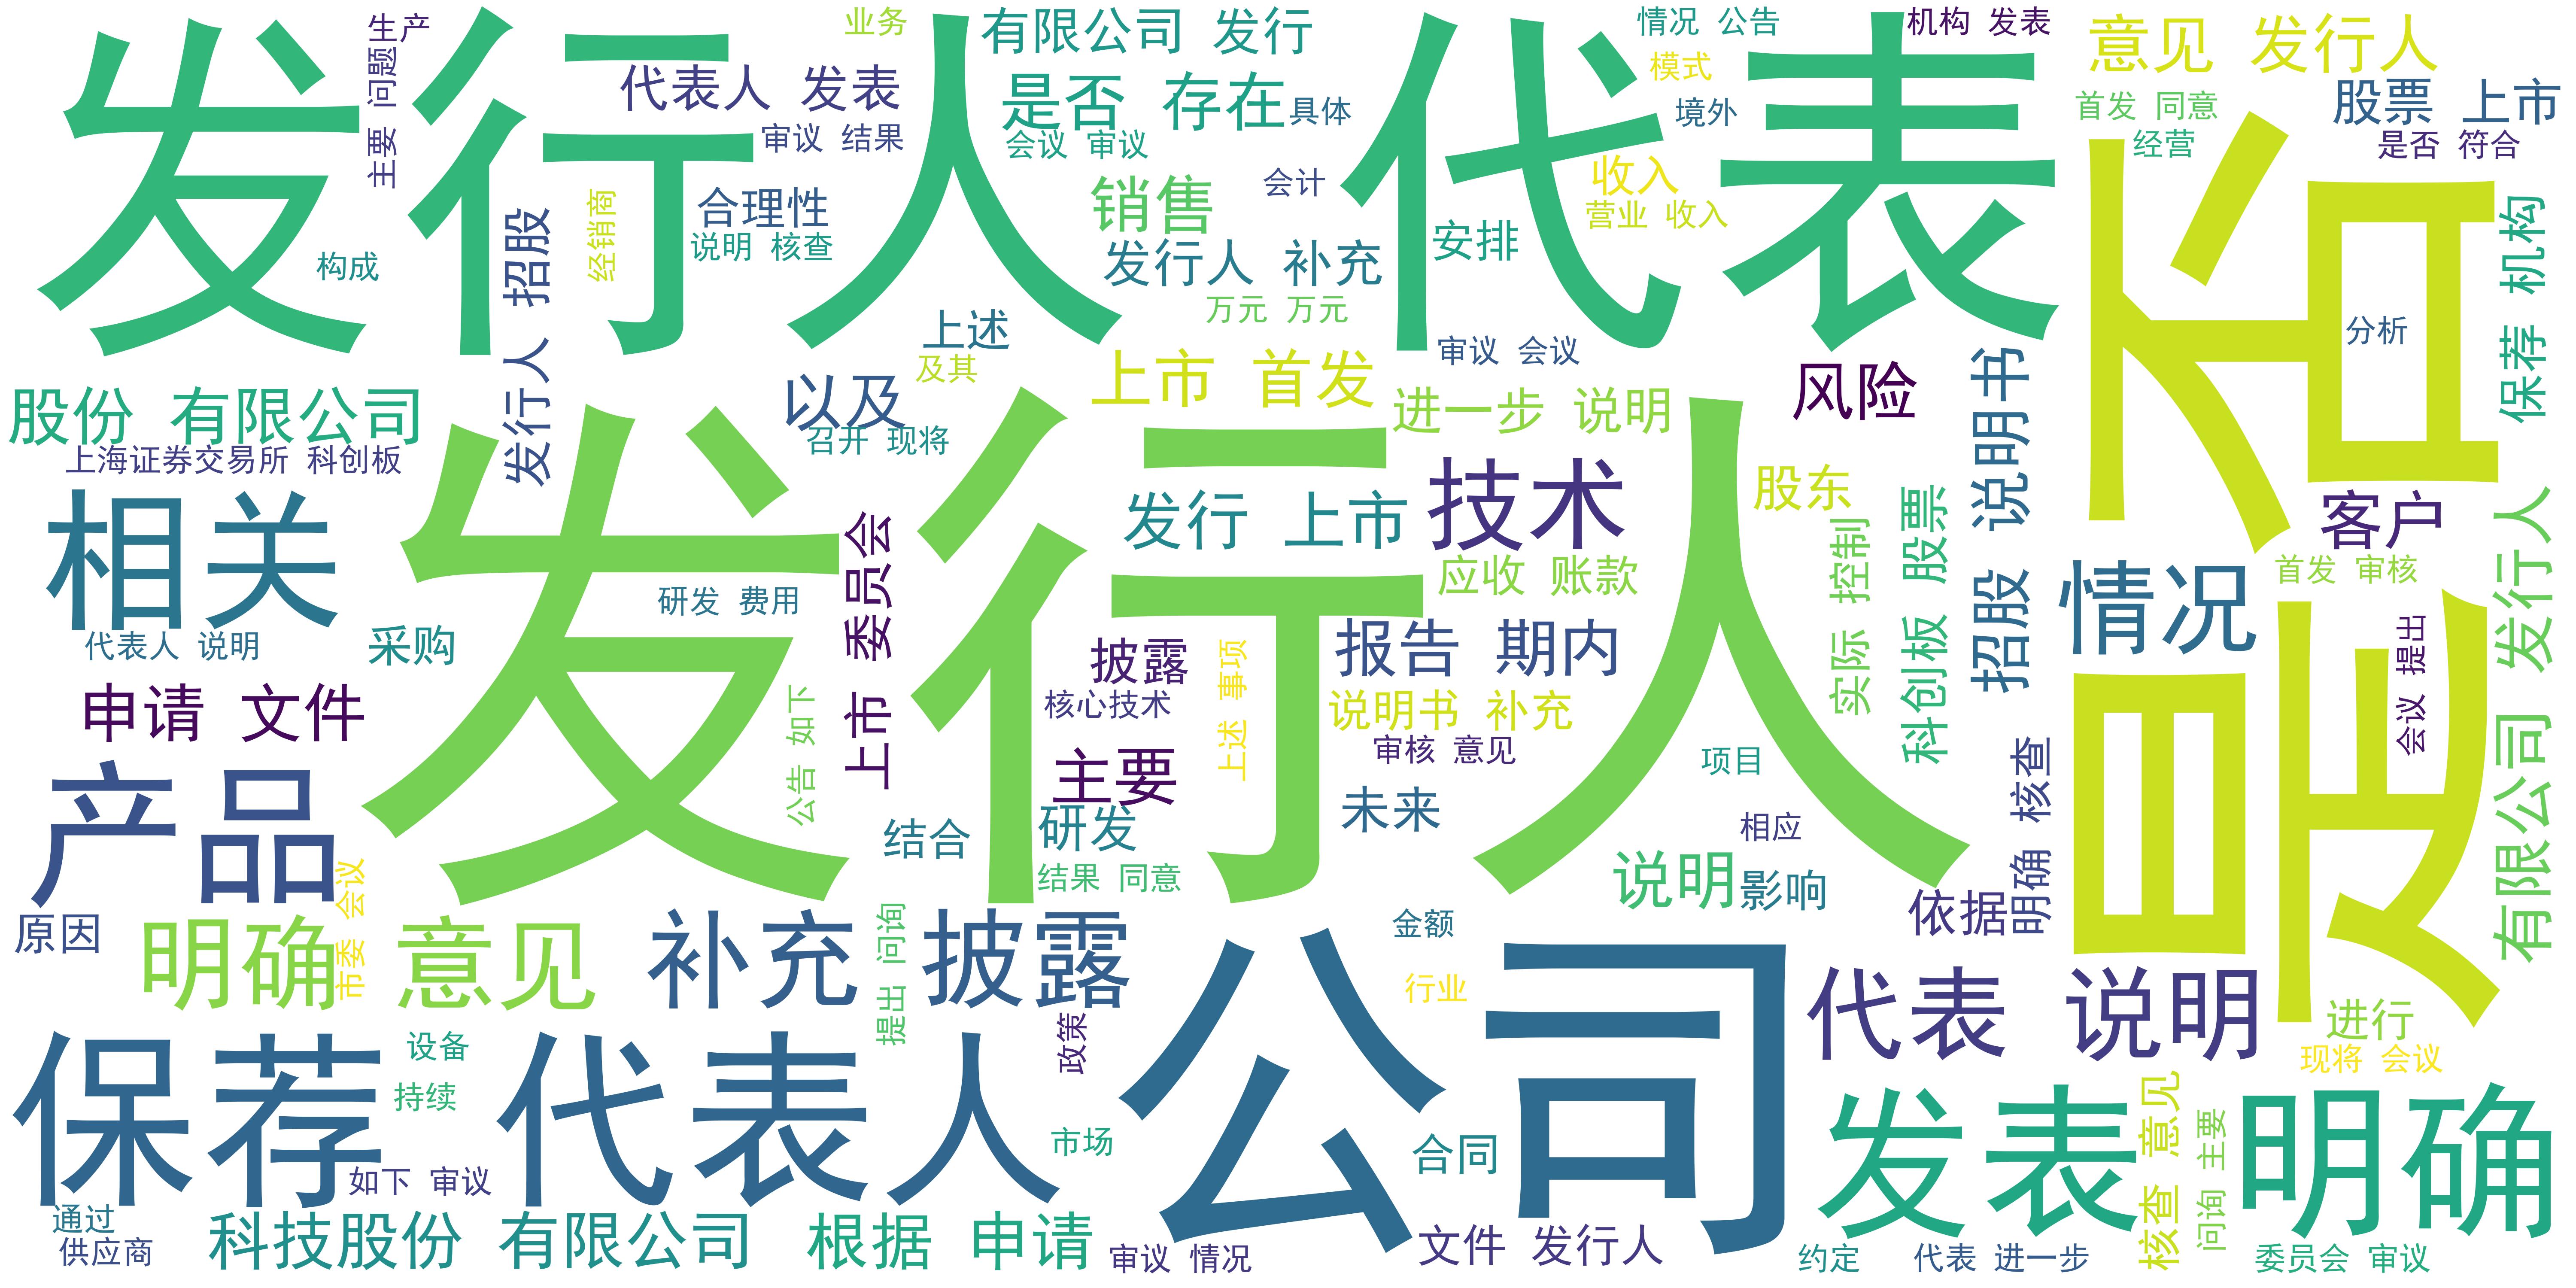 发行人 代表
生产
主要 问题
业务
有限公司 发行
情况 公告
机构 发表
意见 发行人
代表人 发表
是否 存在
具体
模式
境外
首发 同意
股票 上市
审议 结果
会议 审议
经营
是否 符合
经销商
合理性
销售
会计
收入
营业 收入
是否
保荐 机构
说明 核查
构成
发行人 招股
发行人 补充
安排
万元 万元
上述
审议 会议
分析
股份 有限公司
以及
及其
上市 首发
进一步 说明
风险
招股 说明书
召开 现将
上海证券交易所 科创板
发行人
相关
上市 委员会
发行 上市
技术
股东
实际 控制
科创板 股票
客户
有限公司 发行人
首发 审核
应收 账款
情况
研发 费用
代表人 说明
采购
披露
上述 事项
报告 期内
会议 提出
申请 文件
公告 如下
核心技术
说明书 补充
审核 意见
主要
项目
明确 核查
产品
市委 会议
结合
研发
未来
相应
结果 同意
说明
影响
依据
原因
明确 意见
补充 披露
提出 问询
金额
行业
公司
代表 说明
进行
现将 会议
保荐 代表人
设备
持续
政策
市场
合同
发表 明确
核查 意见
问询 主要
如下 审议
通过
供应商
科技股份 有限公司
根据 申请
审议 情况
文件 发行人
约定
代表 进一步
委员会 审议